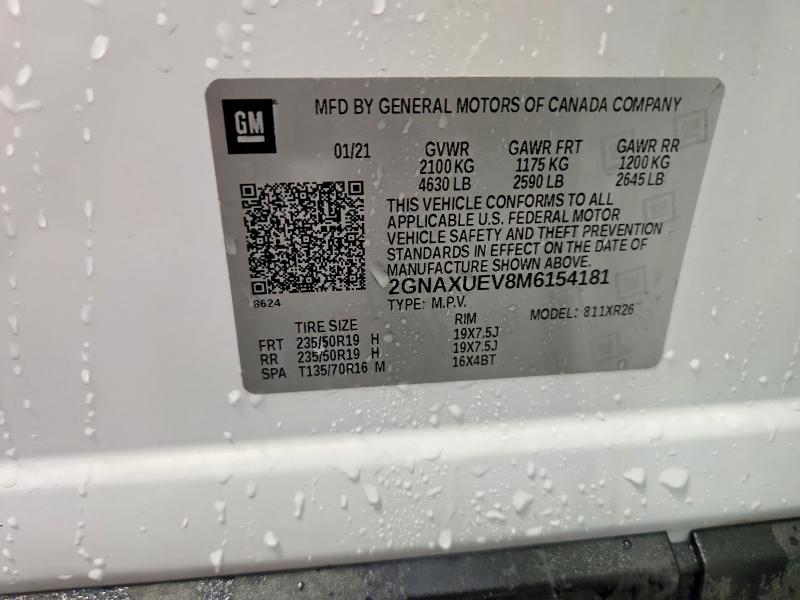 GM
MFD BY GENERAL MOTORS OF CANADA COMPANY
01/21 GVWR GAWR FRT GAWR RR
2100 KG 1175 KG 1200 KG
4630 LB 2590 LB 2645 LB
THIS VEHICLE CONFORMS TO ALL
APPLICABLE U.S. FEDERAL MOTOR
VEHICLE SAFETY AND THEFT PREVENTION
STANDARDS IN EFFECT ON THE DATE OF
MANUFACTURE SHOWN ABOVE.
2GNAXUEV8M6154181
8624
TYPE: M.P.V. MODEL: 811XR26
TIRE SIZE RIM
FRT 235/50R19 H 19X7.5J
RR 235/50R19 H 19X7.5J
SPA T135/70R16 M 16X4BT